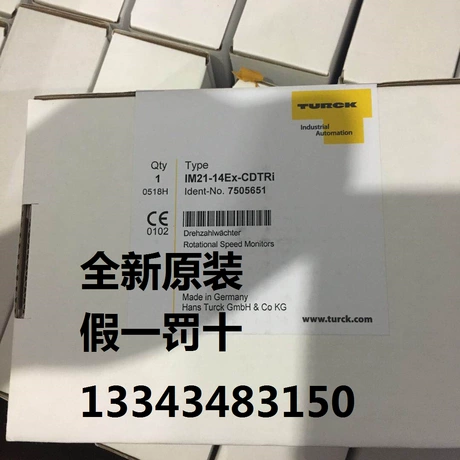 TURCK
Industrial
Automation
Qty Type
1 IM21-14Ex-CDTRi
0518H Ident-No. 7505651
CE
0102 Drehzahlwächter
Rotational Speed Monitors
全新原装
Made in Germany
Hans Turck GmbH & Co KG
www.turck.com
假一罚十
13343483150